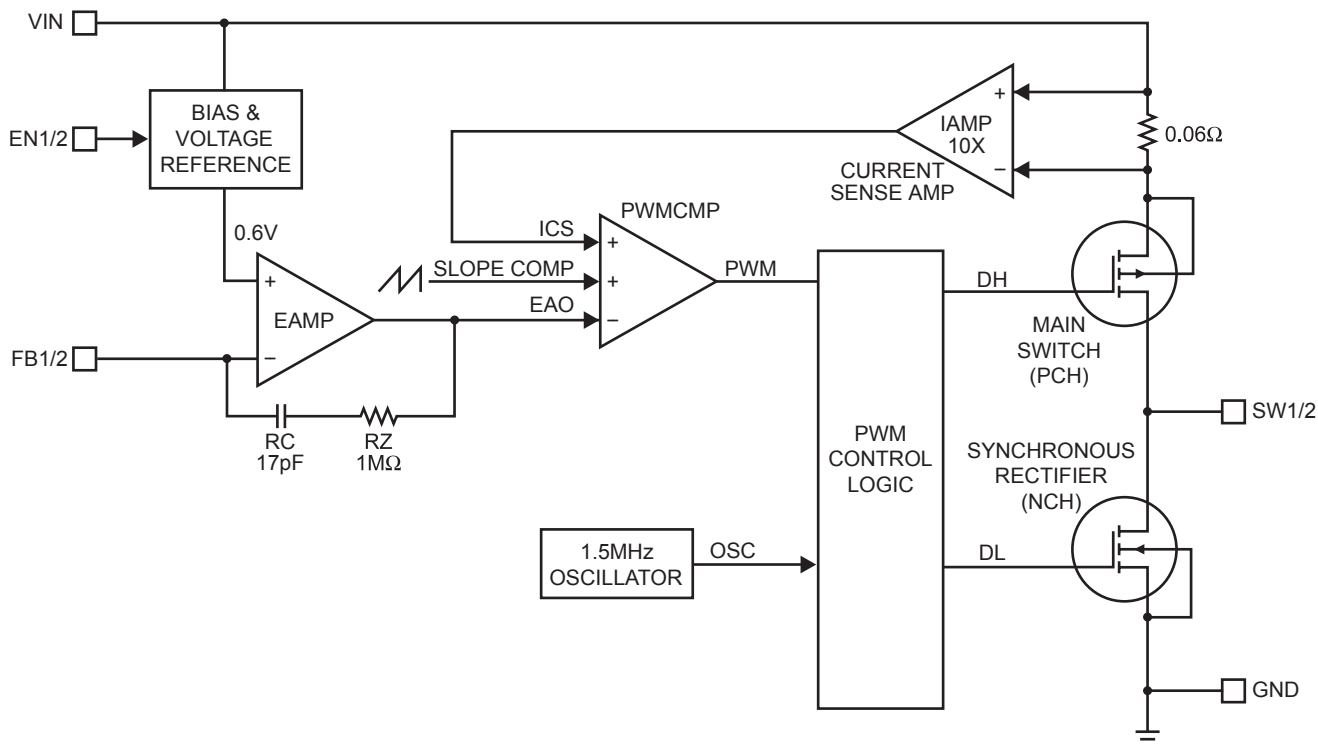 VIN
BIAS &
VOLTAGE
REFERENCE
EN1/2
+
IAMP
10X
−
0.06Ω
CURRENT
SENSE AMP
0.6V
PWMCMP
ICS
+
SLOPE COMP
+
EAO
−
PWM
+
EAMP
−
FB1/2
RC
17pF
RZ
1MΩ
DH
MAIN
SWITCH
(PCH)
SW1/2
PWM
CONTROL
LOGIC
SYNCHRONOUS
RECTIFIER
(NCH)
1.5MHz
OSCILLATOR
OSC
DL
GND